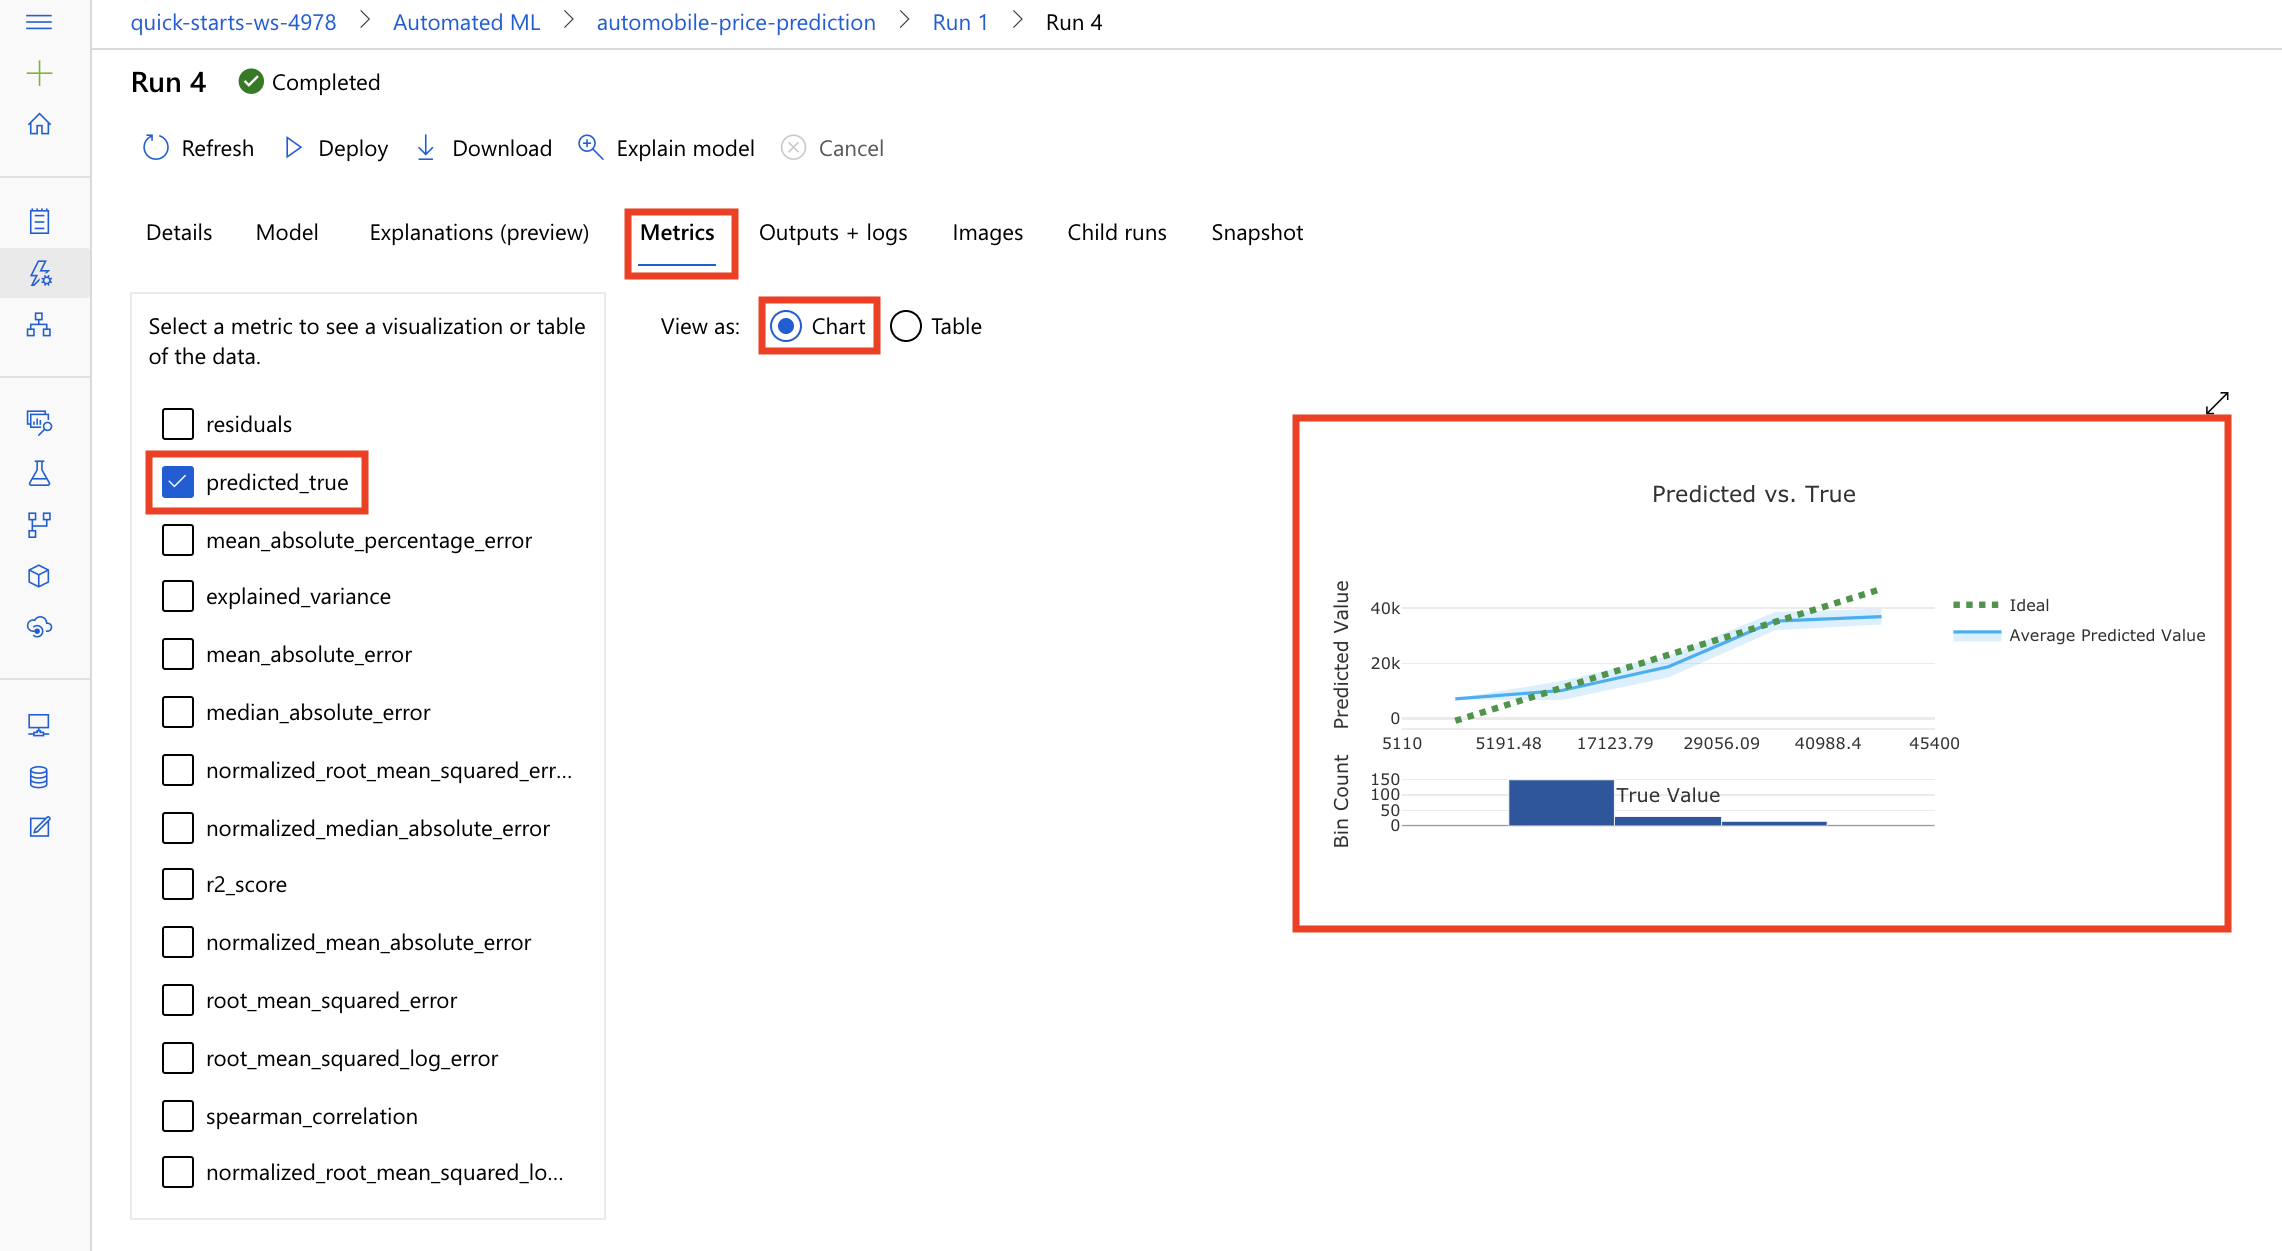 quick-starts-ws-4978 > Automated ML > automobile-price-prediction > Run 1 > Run 4
Run 4 Completed
Refresh Deploy Download Explain model Cancel
Details Model Explanations (preview) Metrics Outputs + logs Images Child runs Snapshot
Select a metric to see a visualization or table
of the data.
residuals
predicted_true
mean_absolute_percentage_error
explained_variance
mean_absolute_error
median_absolute_error
normalized_root_mean_squared_err...
normalized_median_absolute_error
r2_score
normalized_mean_absolute_error
root_mean_squared_error
root_mean_squared_log_error
spearman_correlation
normalized_root_mean_squared_lo...
View as: Chart Table
Predicted vs. True
Predicted Value
40k
20k
0
5110 5191.48 17123.79 29056.09 40988.4 45400
Ideal
Average Predicted Value
Bin Count
150
100
50
0
True Value